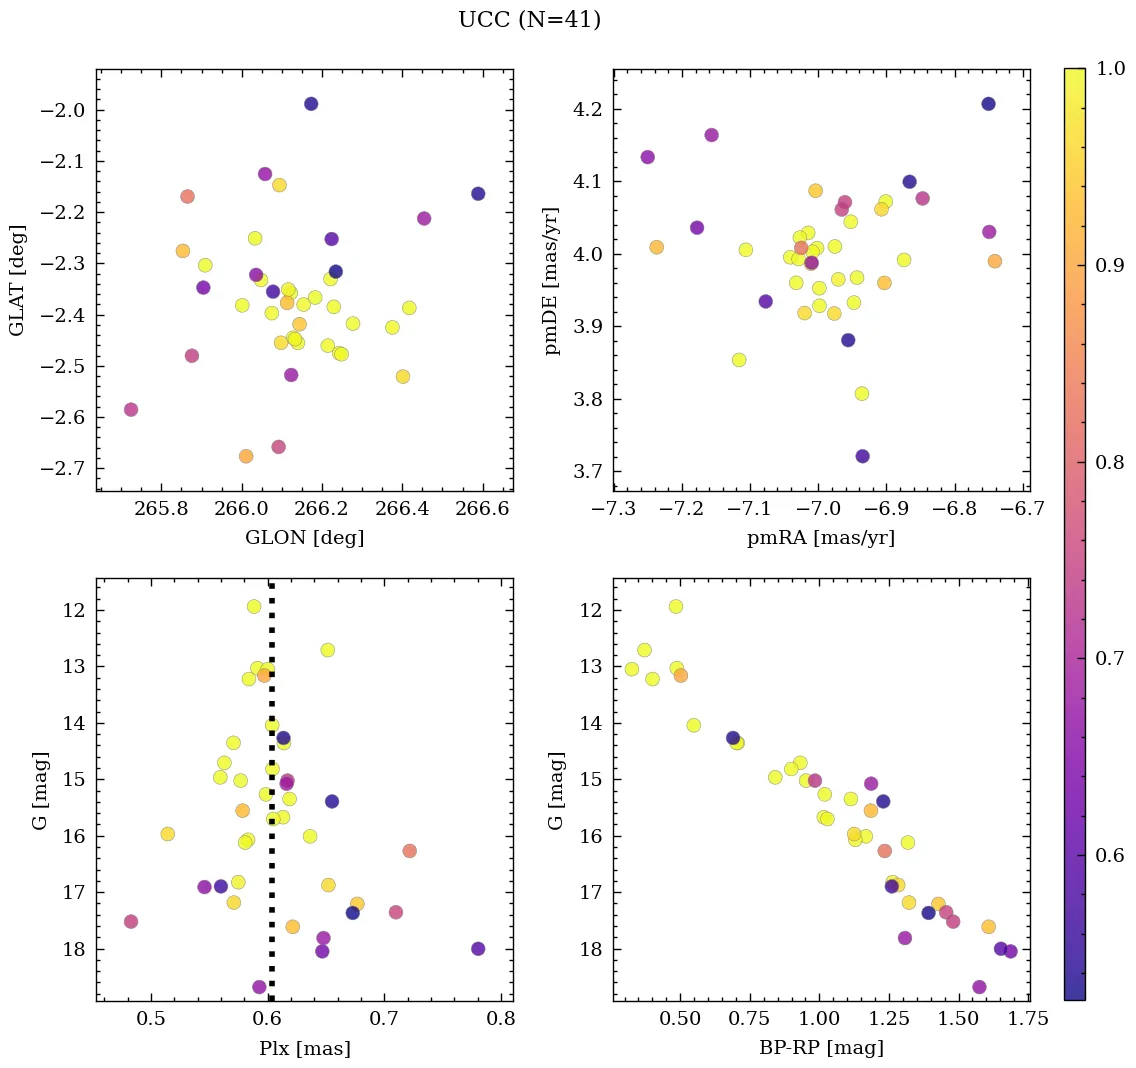 UCC (N=41)
−2.0
−2.1
−2.2
−2.3
−2.4
−2.5
−2.6
−2.7
GLAT [deg]
265.8 266.0 266.2 266.4 266.6
GLON [deg]
4.2
4.1
4.0
3.9
3.8
3.7
pmDE [mas/yr]
−7.3 −7.2 −7.1 −7.0 −6.9 −6.8 −6.7
pmRA [mas/yr]
12
13
14
15
16
17
18
G [mag]
0.5 0.6 0.7 0.8
Plx [mas]
12
13
14
15
16
17
18
G [mag]
0.50 0.75 1.00 1.25 1.50 1.75
BP-RP [mag]
1.0
0.9
0.8
0.7
0.6